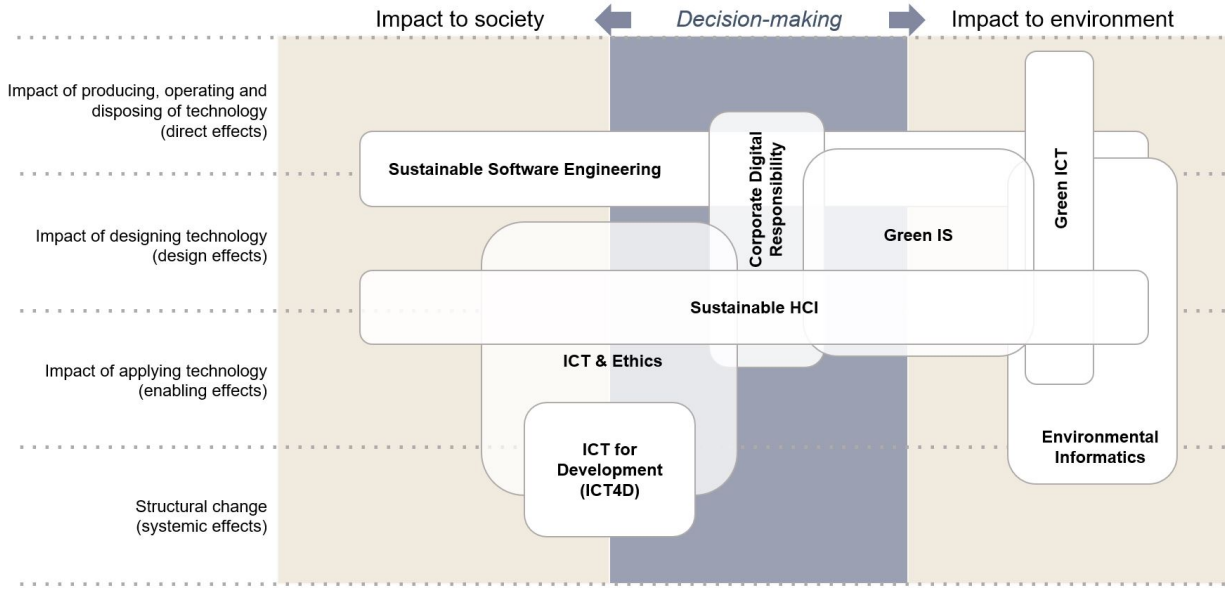 Impact to society
Decision-making
Impact to environment
Impact of producing, operating and
disposing of technology
(direct effects)
Impact of designing technology
(design effects)
Impact of applying technology
(enabling effects)
Structural change
(systemic effects)
Sustainable Software Engineering
Corporate Digital
Responsibility
Green IS
Green ICT
Sustainable HCI
ICT & Ethics
ICT for
Development
(ICT4D)
Environmental
Informatics